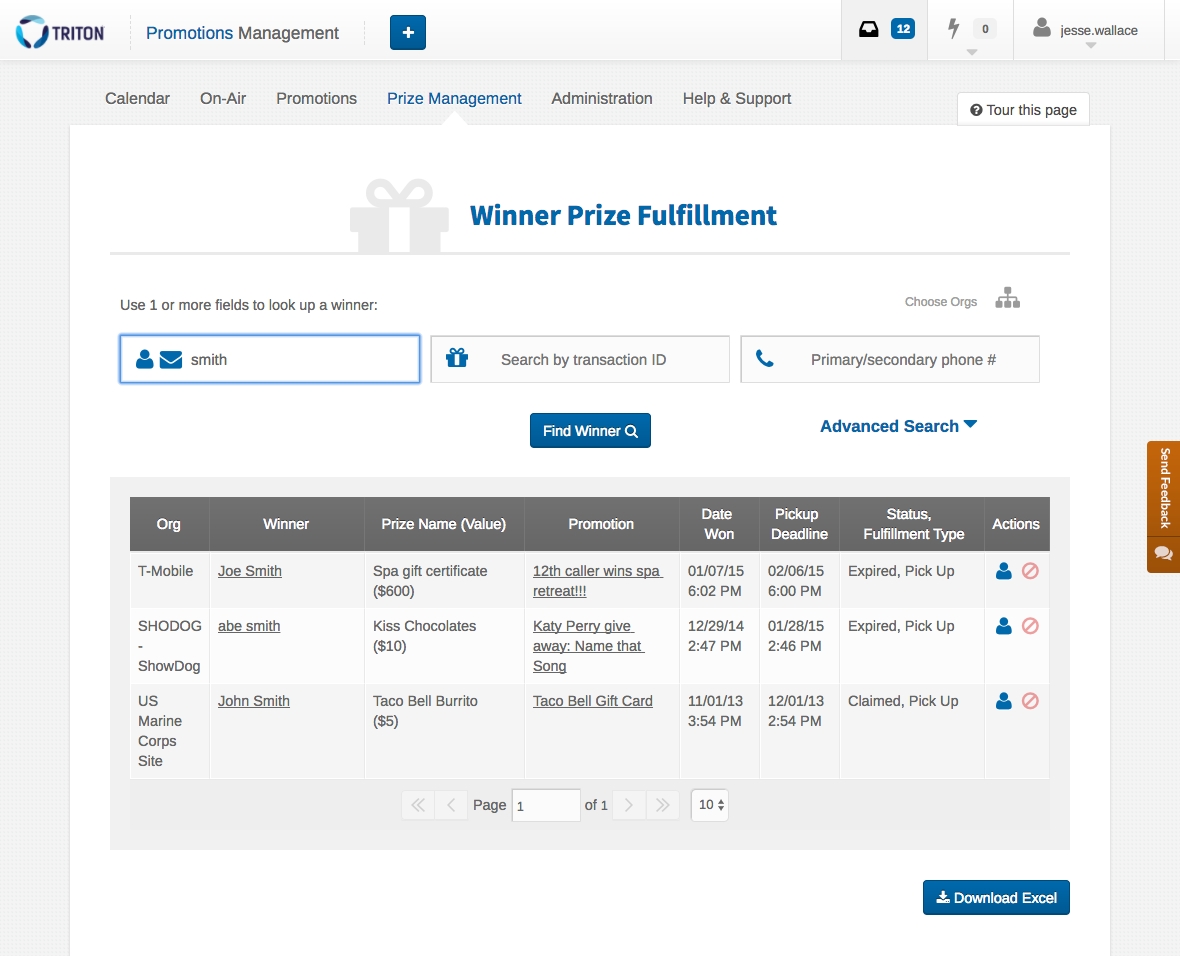 TRITON
Promotions Management
+
12
0
jesse.wallace
Calendar
On-Air
Promotions
Prize Management
Administration
Help & Support
Tour this page
Winner Prize Fulfillment
Use 1 or more fields to look up a winner:
Choose Orgs
smith
Search by transaction ID
Primary/secondary phone #
Find Winner
Advanced Search
Send Feedback
Org
Winner
Prize Name (Value)
Promotion
Date
Won
Pickup
Deadline
Status,
Fulfillment Type
Actions
T-Mobile
Joe Smith
Spa gift certificate
($600)
12th caller wins spa
retreat!!!
01/07/15
6:02 PM
02/06/15
6:00 PM
Expired, Pick Up
SHODOG
-
ShowDog
abe smith
Kiss Chocolates
($10)
Katy Perry give
away: Name that
Song
12/29/14
2:47 PM
01/28/15
2:46 PM
Expired, Pick Up
US
Marine
Corps
Site
John Smith
Taco Bell Burrito
($5)
Taco Bell Gift Card
11/01/13
3:54 PM
12/01/13
2:54 PM
Claimed, Pick Up
Page 1 of 1
10
Download Excel